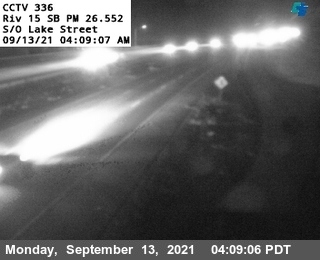 CCTV 336
Riv 15 SB PM 26.552
S/O Lake Street
09/13/21 04:09:07 AM
Monday, September 13, 2021 04:09:06 PDT